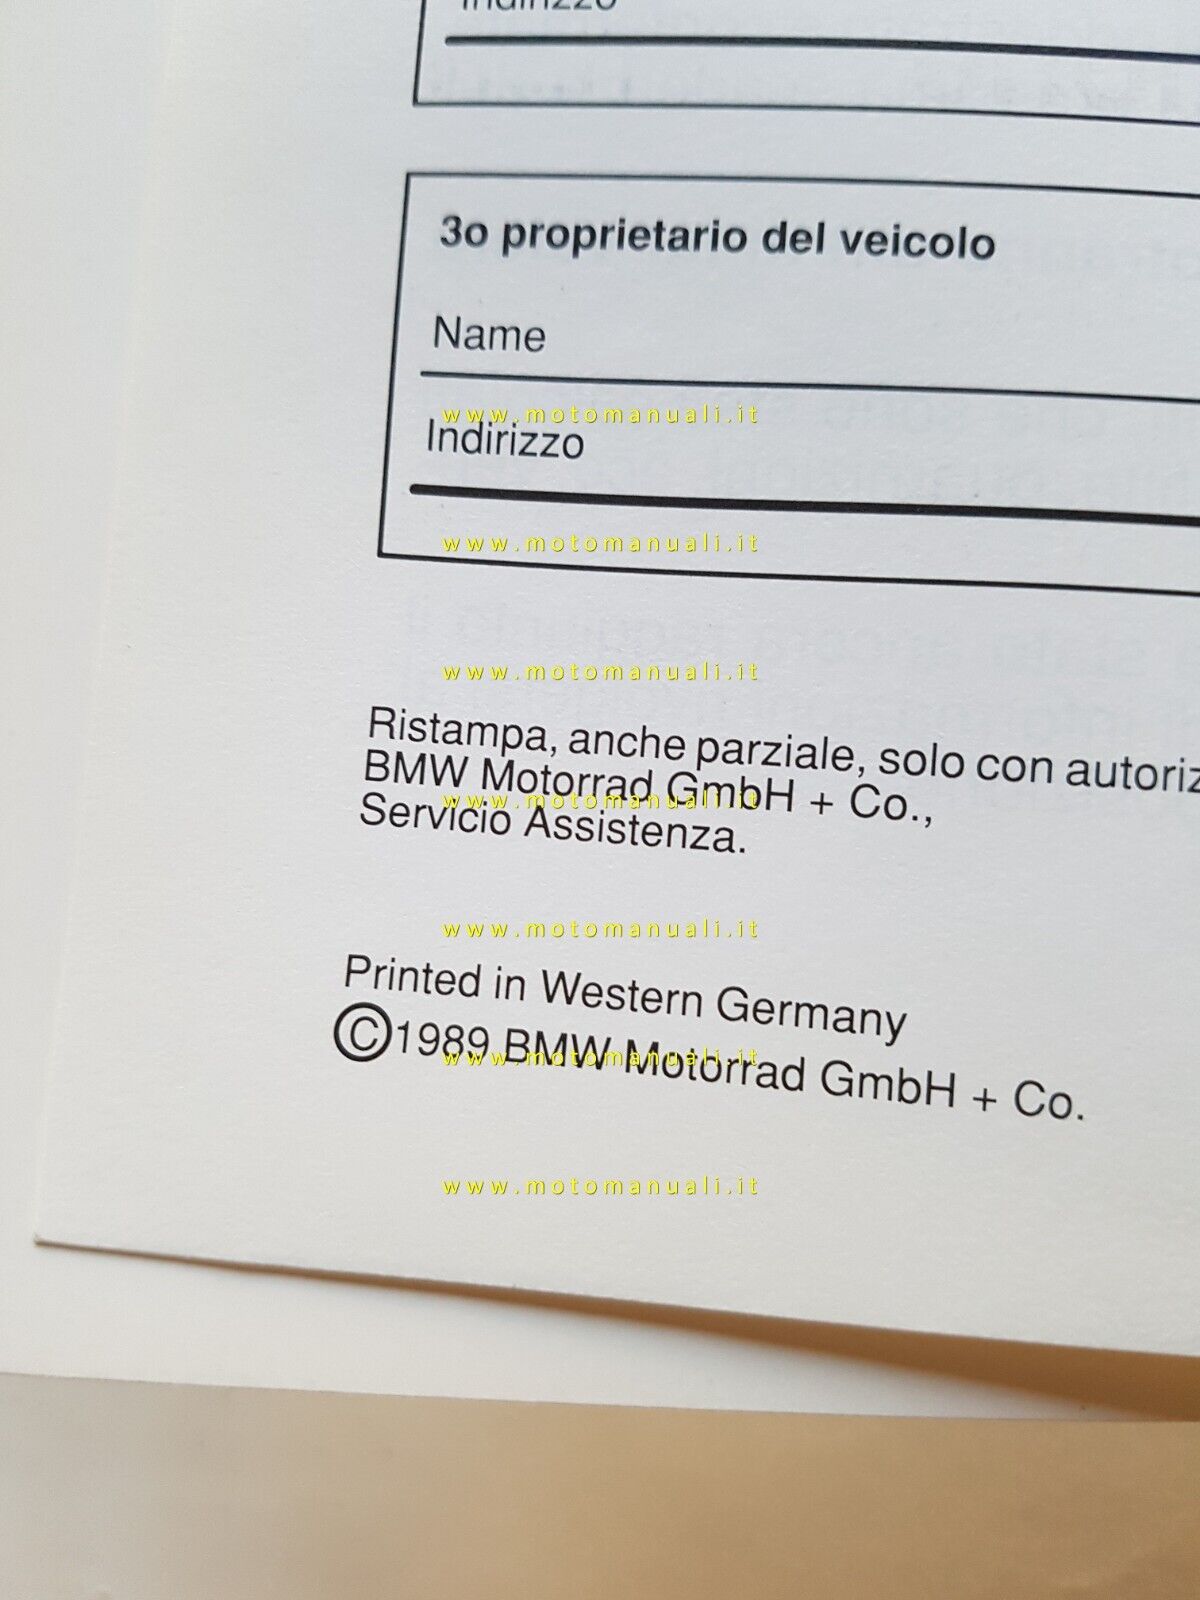 Indirizzo
3o proprietario del veicolo
Name
www.motomanuali.it
Indirizzo
www.motomanuali.it
www.motomanuali.it
Ristampa, anche parziale, solo con
BMW Motorrad GmbH + Co.,
www.motomanuali.it
Servicio Assistenza.
www.motomanuali.it
Printed in Western Germany
©1989 BMW Motorrad GmbH + Co.
www.motomanuali.it
www.motomanuali.it